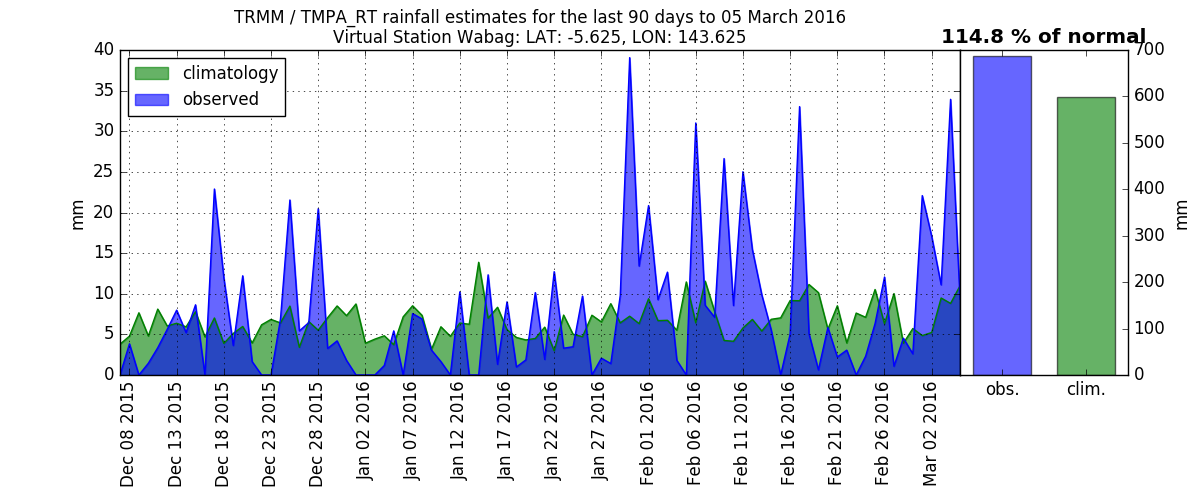 TRMM / TMPA_RT rainfall estimates for the last 90 days to 05 March 2016
Virtual Station Wabag: LAT: -5.625, LON: 143.625
114.8 % of normal
climatology
observed
40
35
30
25
20
15
10
5
0
mm
Dec 08 2015
Dec 13 2015
Dec 18 2015
Dec 23 2015
Dec 28 2015
Jan 02 2016
Jan 07 2016
Jan 12 2016
Jan 17 2016
Jan 22 2016
Jan 27 2016
Feb 01 2016
Feb 06 2016
Feb 11 2016
Feb 16 2016
Feb 21 2016
Feb 26 2016
Mar 02 2016
obs.
clim.
700
600
500
400
300
200
100
0
mm